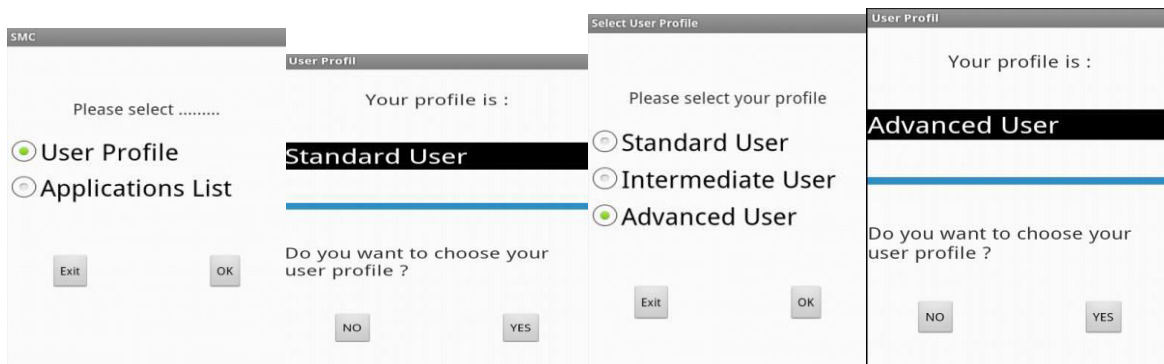 SMC
Please select .........
User Profile
Applications List
Exit
OK
User Profil
Your profile is :
Standard User
Do you want to choose your
user profile ?
NO
YES
Select User Profile
Please select your profile
Standard User
Intermediate User
Advanced User
Exit
OK
User Profil
Your profile is :
Advanced User
Do you want to choose your
user profile ?
NO
YES